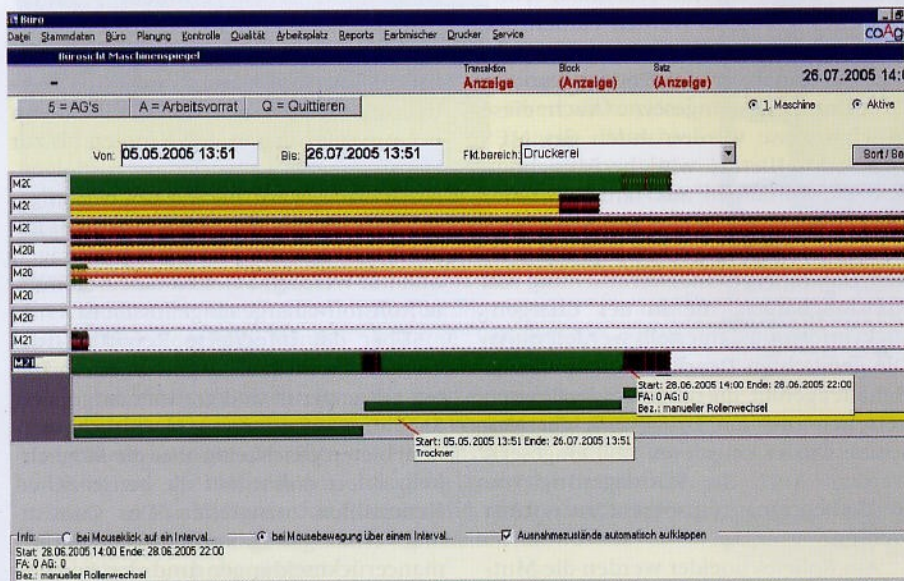 Büro
Datei Stammdaten Büro Planung Kontrolle Qualität Arbeitsplatz Reports Farbmischer Drucker Service
coAg
Bürosicht Maschinenspiegel
Transaktion Block Satz
Anzeige (Anzeige) (Anzeige) 26.07.2005 14:0
5 = AG's A = Arbeitsvorrat Q = Quittieren 1 Maschine Aktive
Von: 05.05.2005 13:51 Bis: 26.07.2005 13:51 Fkt.bereich: Druckerei Sort/Se
M20
M20
M20
M20
M20
M20
M20
M21
M21
Start: 28.06.2005 14:00 Ende: 28.06.2005 22:00
FA: 0 AG: 0
Bez.: manueller Rollenwechsel
Start: 05.05.2005 13:51 Ende: 26.07.2005 13:51
Trockner
Info: bei Mouseklick auf ein Interval... bei Mousebewegung über einem Interval... Ausnahmezustände automatisch aufklappen
Start: 28.06.2005 14:00 Ende: 28.06.2005 22:00
FA: 0 AG: 0
Bez.: manueller Rollenwechsel